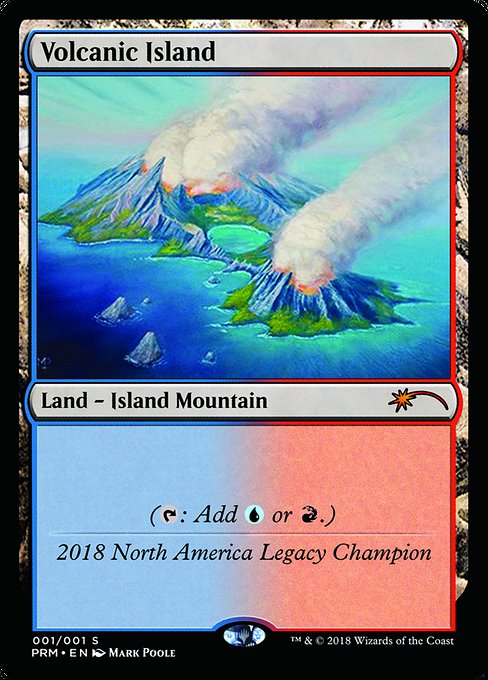 Volcanic Island
Land – Island Mountain
(: Add or .)
2018 North America Legacy Champion
001/001 S
PRM • EN Mark Poole
™ & © 2018 Wizards of the Coast